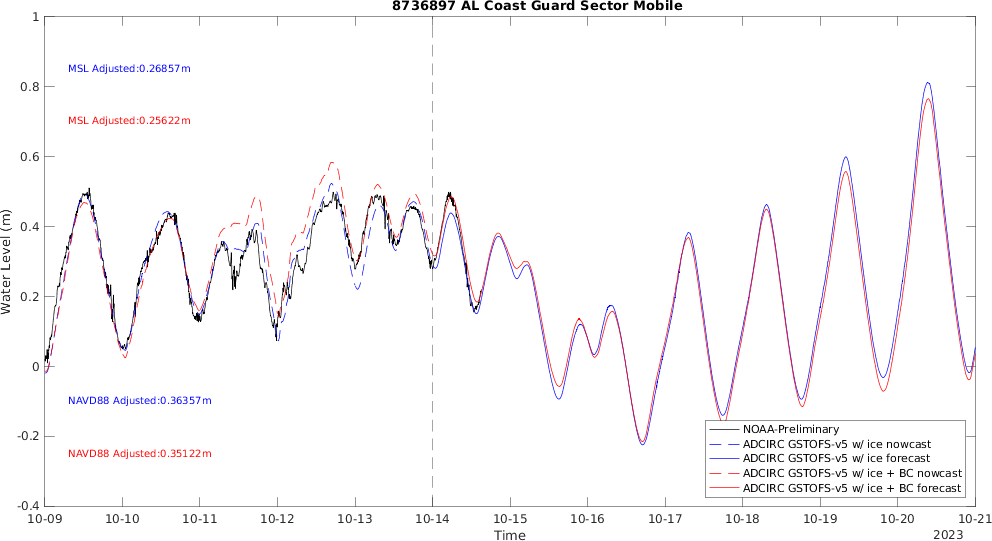 8736897 AL Coast Guard Sector Mobile
1
0.8
0.6
0.4
0.2
0
-0.2
-0.4
Water Level (m)
MSL Adjusted:0.26857m
MSL Adjusted:0.25622m
NAVD88 Adjusted:0.36357m
NAVD88 Adjusted:0.35122m
NOAA-Preliminary
ADCIRC GSTOFS-v5 w/ ice nowcast
ADCIRC GSTOFS-v5 w/ ice forecast
ADCIRC GSTOFS-v5 w/ ice + BC nowcast
ADCIRC GSTOFS-v5 w/ ice + BC forecast
10-09 10-10 10-11 10-12 10-13 10-14 10-15 10-16 10-17 10-18 10-19 10-20 10-21
Time
2023